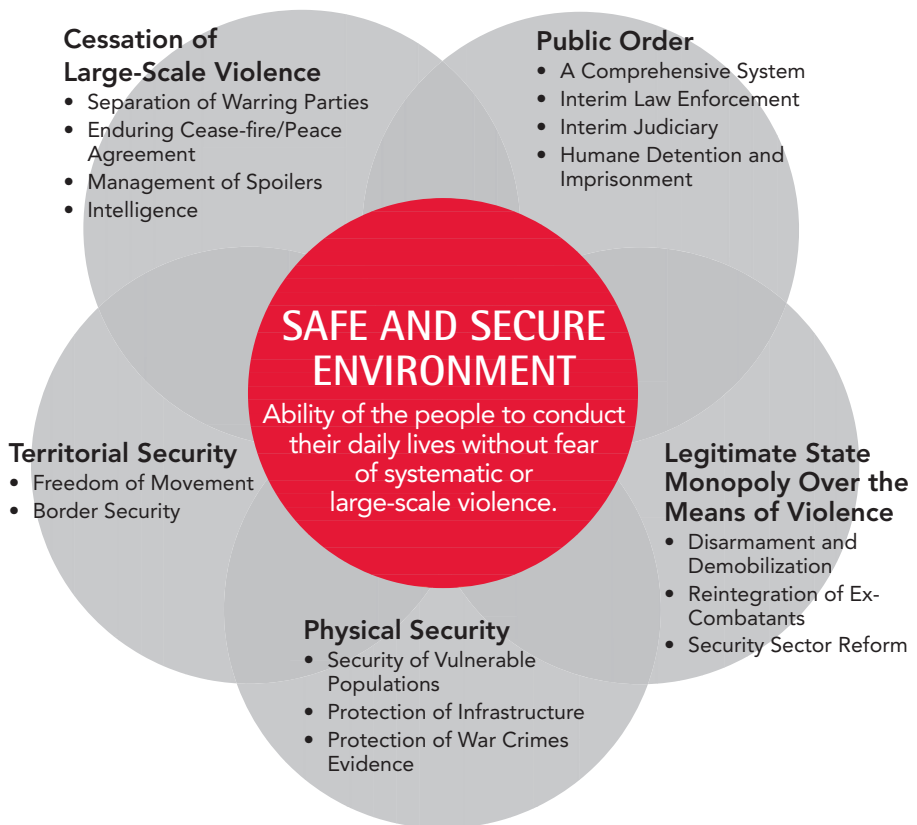 Cessation of
Large-Scale Violence
• Separation of Warring Parties
• Enduring Cease-fire/Peace
Agreement
• Management of Spoilers
• Intelligence
Public Order
• A Comprehensive System
• Interim Law Enforcement
• Interim Judiciary
• Humane Detention and
Imprisonment
SAFE AND SECURE
ENVIRONMENT
Ability of the people to conduct
their daily lives without fear
of systematic or
large-scale violence.
Territorial Security
• Freedom of Movement
• Border Security
Legitimate State
Monopoly Over the
Means of Violence
• Disarmament and
Demobilization
• Reintegration of Ex-
Combatants
• Security Sector Reform
Physical Security
• Security of Vulnerable
Populations
• Protection of Infrastructure
• Protection of War Crimes
Evidence